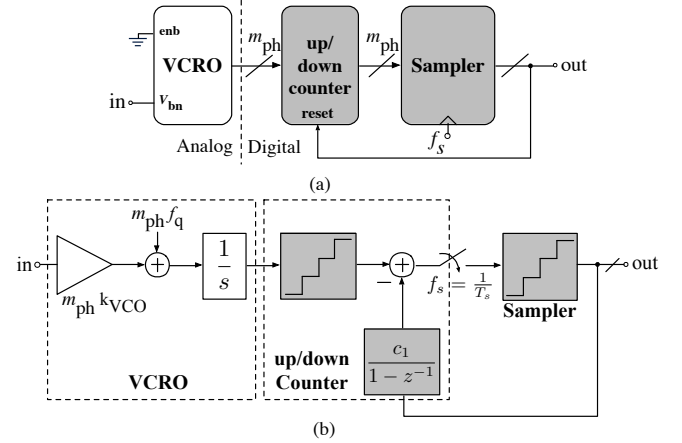 enb
VCRO
in
V_bn
Analog
Digital
m_ph
up/
down
counter
reset
m_ph
Sampler
f_s
out
(a)
in
m_ph k_VCO
m_ph f_q
1/s
VCRO
up/down
Counter
−
c_1 / 1 − z^−1
f_s = 1/T_s
Sampler
out
(b)